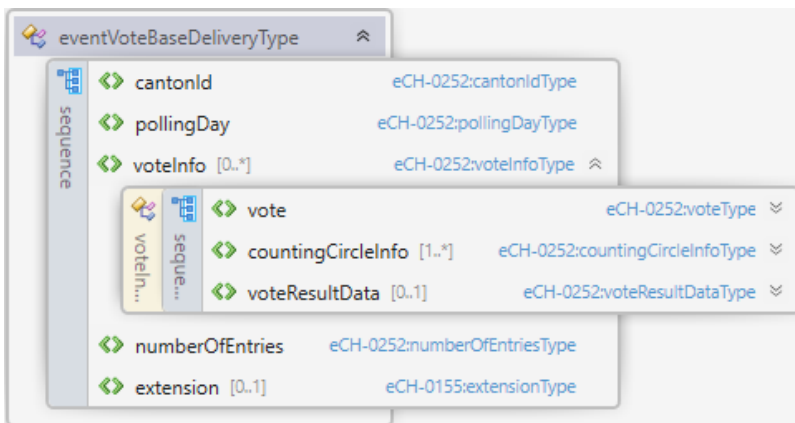 eventVoteBaseDeliveryType
sequence
cantonId eCH-0252:cantonIdType
pollingDay eCH-0252:pollingDayType
voteInfo [0..*] eCH-0252:voteInfoType
voteIn...
seque...
vote eCH-0252:voteType
countingCircleInfo [1..*] eCH-0252:countingCircleInfoType
voteResultData [0..1] eCH-0252:voteResultDataType
numberOfEntries eCH-0252:numberOfEntriesType
extension [0..1] eCH-0155:extensionType